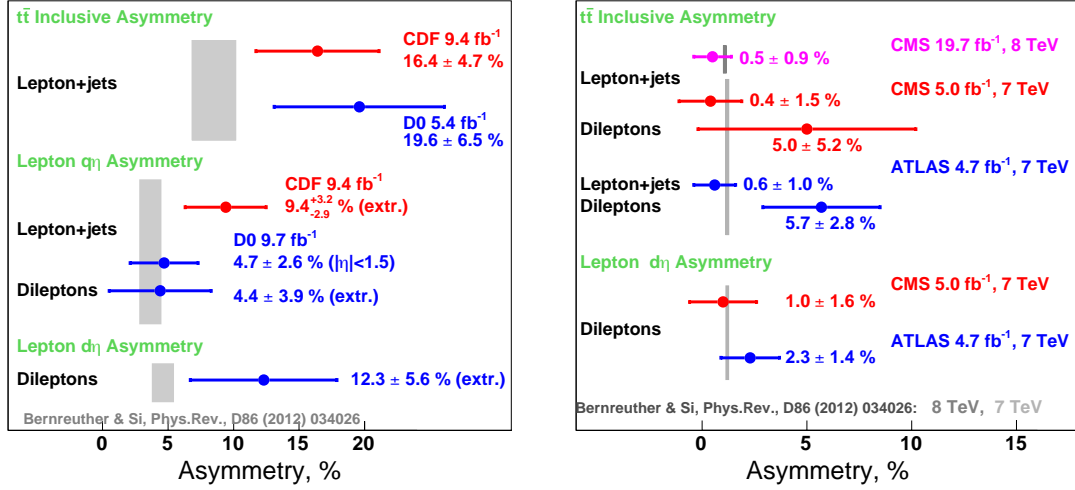 tt̄ Inclusive Asymmetry
CDF 9.4 fb⁻¹
16.4 ± 4.7 %
Lepton+jets
D0 5.4 fb⁻¹
19.6 ± 6.5 %
Lepton qη Asymmetry
CDF 9.4 fb⁻¹
9.4 +3.2 -2.9 % (extr.)
Lepton+jets
D0 9.7 fb⁻¹
4.7 ± 2.6 % (|η|<1.5)
Dileptons
4.4 ± 3.9 % (extr.)
Lepton dη Asymmetry
Dileptons
12.3 ± 5.6 % (extr.)
Bernreuther & Si, Phys.Rev., D86 (2012) 034026
0 5 10 15 20
Asymmetry, %
tt̄ Inclusive Asymmetry
CMS 19.7 fb⁻¹, 8 TeV
0.5 ± 0.9 %
Lepton+jets
CMS 5.0 fb⁻¹, 7 TeV
0.4 ± 1.5 %
Dileptons
5.0 ± 5.2 %
ATLAS 4.7 fb⁻¹, 7 TeV
Lepton+jets
0.6 ± 1.0 %
Dileptons
5.7 ± 2.8 %
Lepton dη Asymmetry
CMS 5.0 fb⁻¹, 7 TeV
1.0 ± 1.6 %
Dileptons
ATLAS 4.7 fb⁻¹, 7 TeV
2.3 ± 1.4 %
Bernreuther & Si, Phys.Rev., D86 (2012) 034026: 8 TeV, 7 TeV
0 5 10 15
Asymmetry, %